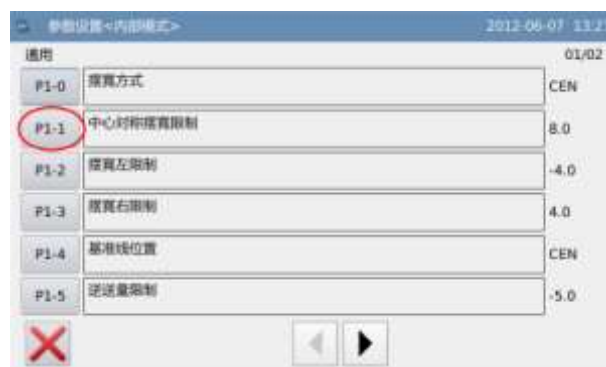 参数设置<内部模式> 2012-06-07 13:2
通用 01/02
P1-0 摆宽方式 CEN
P1-1 中心对称摆宽限制 8.0
P1-2 摆宽左限制 -4.0
P1-3 摆宽右限制 4.0
P1-4 基准线位置 CEN
P1-5 逆送量限制 -5.0